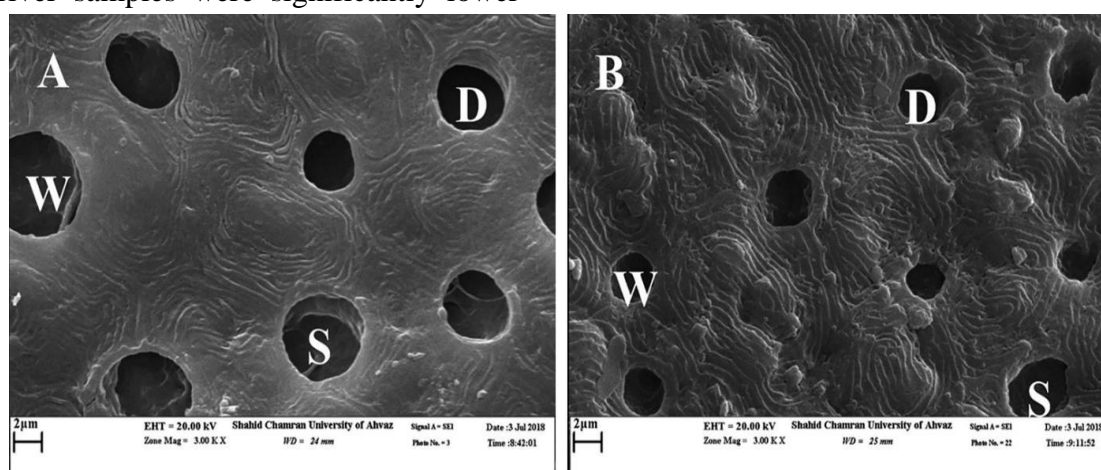 iver samples were significantly lower
A
D
W
S
2µm
EHT = 20.00 kV Shahid Chamran University of Ahvaz Signal A = SE1 Date :3 Jul 2018
Zone Mag = 3.00 K X WD = 24 mm Photo No. = 3 Time :8:42:01
B
D
W
S
2µm
EHT = 20.00 kV Shahid Chamran University of Ahvaz Signal A = SE1 Date :3 Jul 2018
Zone Mag = 3.00 K X WD = 25 mm Photo No. = 22 Time :9:11:52